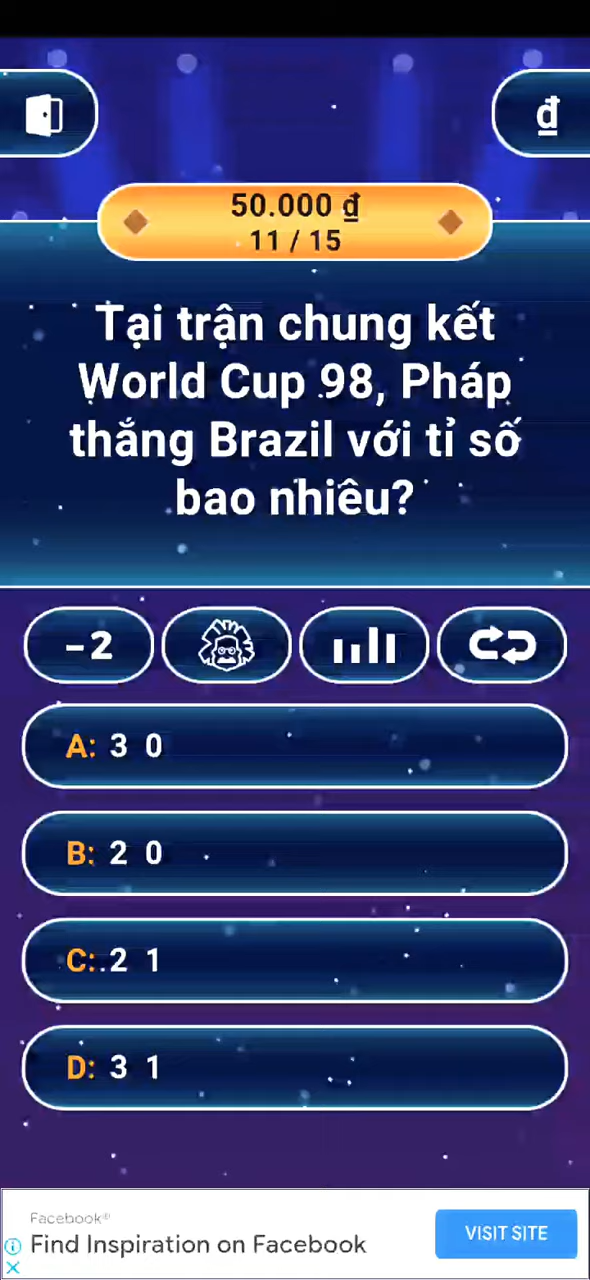 đ
50.000 ₫
11 / 15
Tại trận chung kết
World Cup 98, Pháp
thắng Brazil với tỉ số
bao nhiêu?
-2
A: 3 0
B: 2 0
C: 2 1
D: 3 1
Facebook®
Find Inspiration on Facebook
VISIT SITE